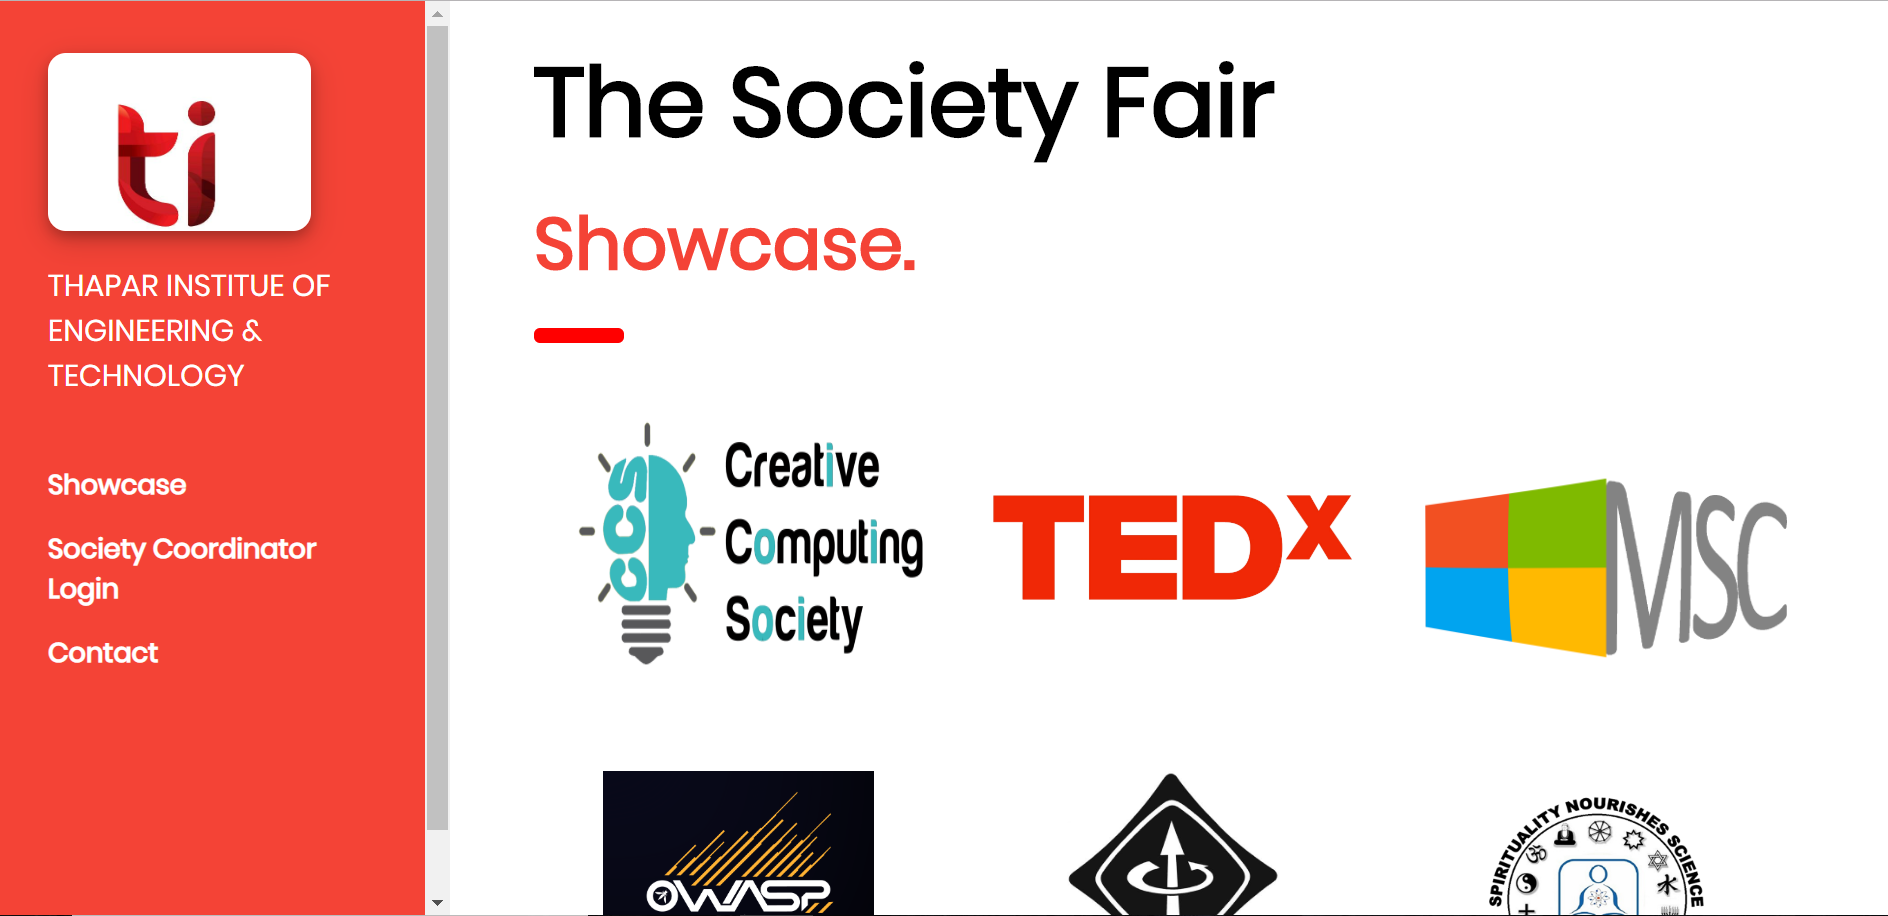 ti
THAPAR INSTITUE OF
ENGINEERING &
TECHNOLOGY
Showcase
Society Coordinator
Login
Contact
The Society Fair
Showcase.
CCS
Creative
Computing
Society
TEDx
MSC
OWASP
SPIRITUALITY NOURISHES SCIENCE
ॐ
水